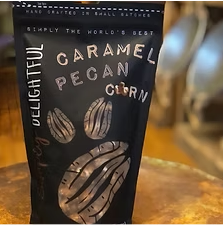 HAND CRAFTED IN SMALL BATCHES
SIMPLY THE WORLD'S BEST
DELIGHTFUL
CARAMEL
PECAN
CORN